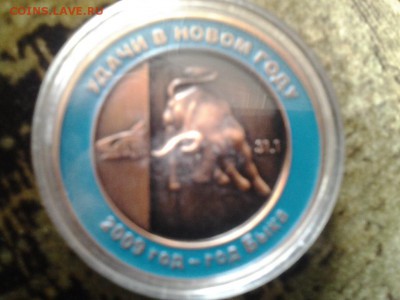 COINS.LAVE.RU
УДАЧИ В НОВОМ ГОДУ
2009 год - год Быка